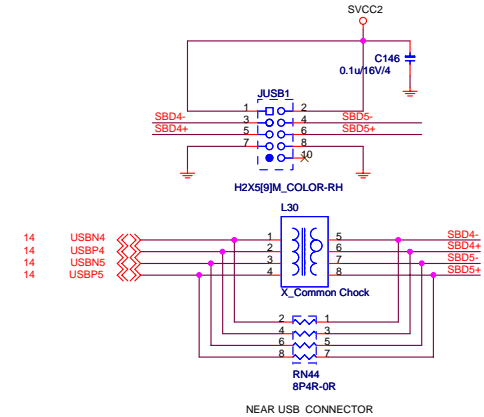 SVCC2
C146
0.1u/16V/4
JUSB1
1 2
SBD4- 3 4 SBD5-
SBD4+ 5 6 SBD5+
7 8
10
H2X5[9]M_COLOR-RH
L30
14 USBN4 1 5 SBD4-
14 USBP4 2 6 SBD4+
14 USBN5 3 7 SBD5-
14 USBP5 4 8 SBD5+
X_Common Chock
2 1
4 3
6 5
8 7
RN44
8P4R-0R
NEAR USB CONNECTOR